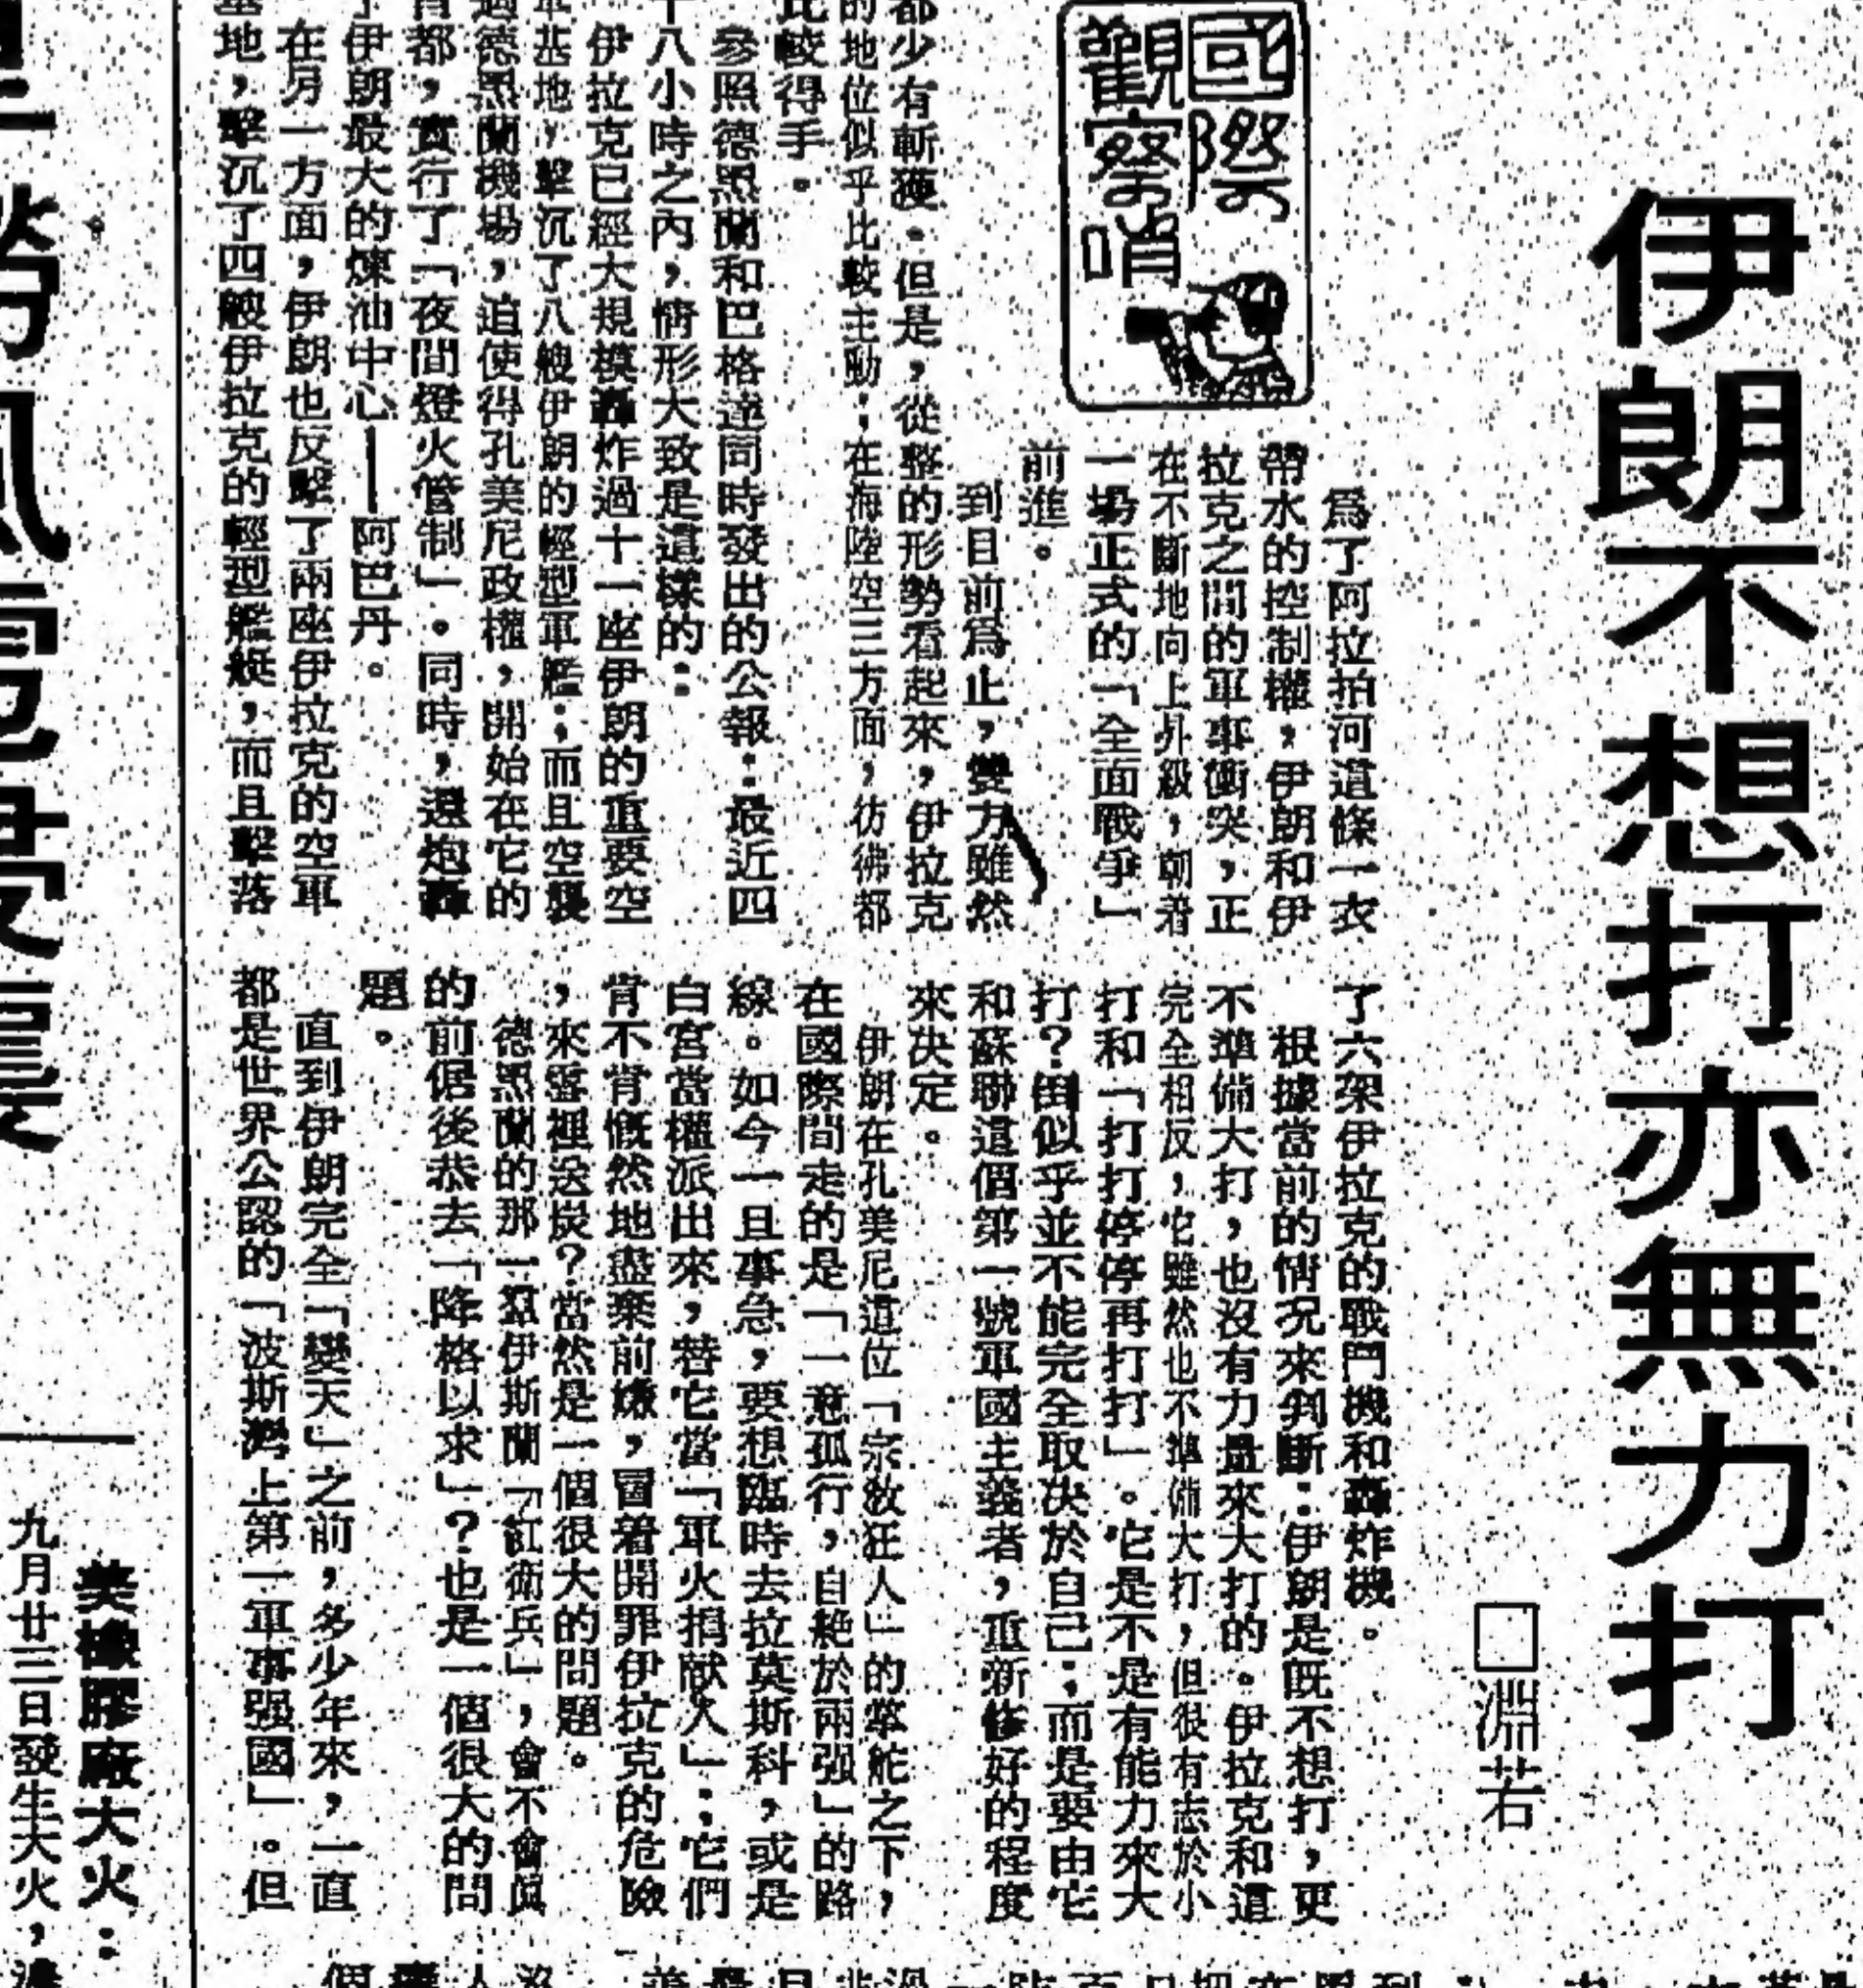 伊朗不想打亦無力打
□淵若
國際
觀察哨
爲了阿拉拍河這條一衣
帶水的控制權，伊朗和伊
拉克之間的軍事衝突，正
在不斷地向上升級，朝着
一場正式的「全面戰爭」
前進。
到目前爲止，雙方雖然
都少有斬獲。但是，從整的形勢看起來，伊拉克
的地位似乎比較主動；在海陸空三方面，彷彿都
比較得手。
參照德黑蘭和巴格達同時發出的公報：最近四
十八小時之內，情形大致是這樣的：
伊拉克已經大規模轟炸過十一座伊朗的重要空
軍基地，擊沉了八艘伊朗的輕型軍艦；而且空襲
過德黑蘭機場，迫使得孔美尼政權，開始在它的
首都，實行了「夜間燈火管制」。同時，還炮轟
了伊朗最大的煉油中心——阿巴丹。
在另一方面，伊朗也反擊了兩座伊拉克的空軍
基地，擊沉了四艘伊拉克的輕型艦艇，而且擊落
了六架伊拉克的戰鬥機和轟炸機。
根據當前的情况來判斷：伊朗是旣不想打，更
不準備大打，也沒有力量來大打的。伊拉克和這
完全相反，它雖然也不準備大打，但很有志於小
打和「打打停停再打打」。它是不是有能力來大
打？倒似乎並不能完全取决於自己；而是要由它
和蘇聯這個第一號軍國主義者，重新修好的程度
來决定。
伊朗在孔美尼這位「宗敎狂人」的掌舵之下，
在國際間走的是「一意孤行，自絶於兩强」的路
線。如今一旦事急，要想臨時去拉莫斯科，或是
白宮當權派出來，替它當「軍火捐献人」；它們
肯不肯慨然地盡棄前嫌，冒着開罪伊拉克的危險
，來雪裡送炭？當然是一個很大的問題。
德黑蘭的那一羣伊斯蘭「紅衛兵」，會不會眞
的前倨後恭去「降格以求」？也是一個很大的問
題。
直到伊朗完全「變天」之前，多少年來，一直
都是世界公認的「波斯灣上第一軍事强國」。但
美橡膠廠大火：
九月廿三日發生大火，